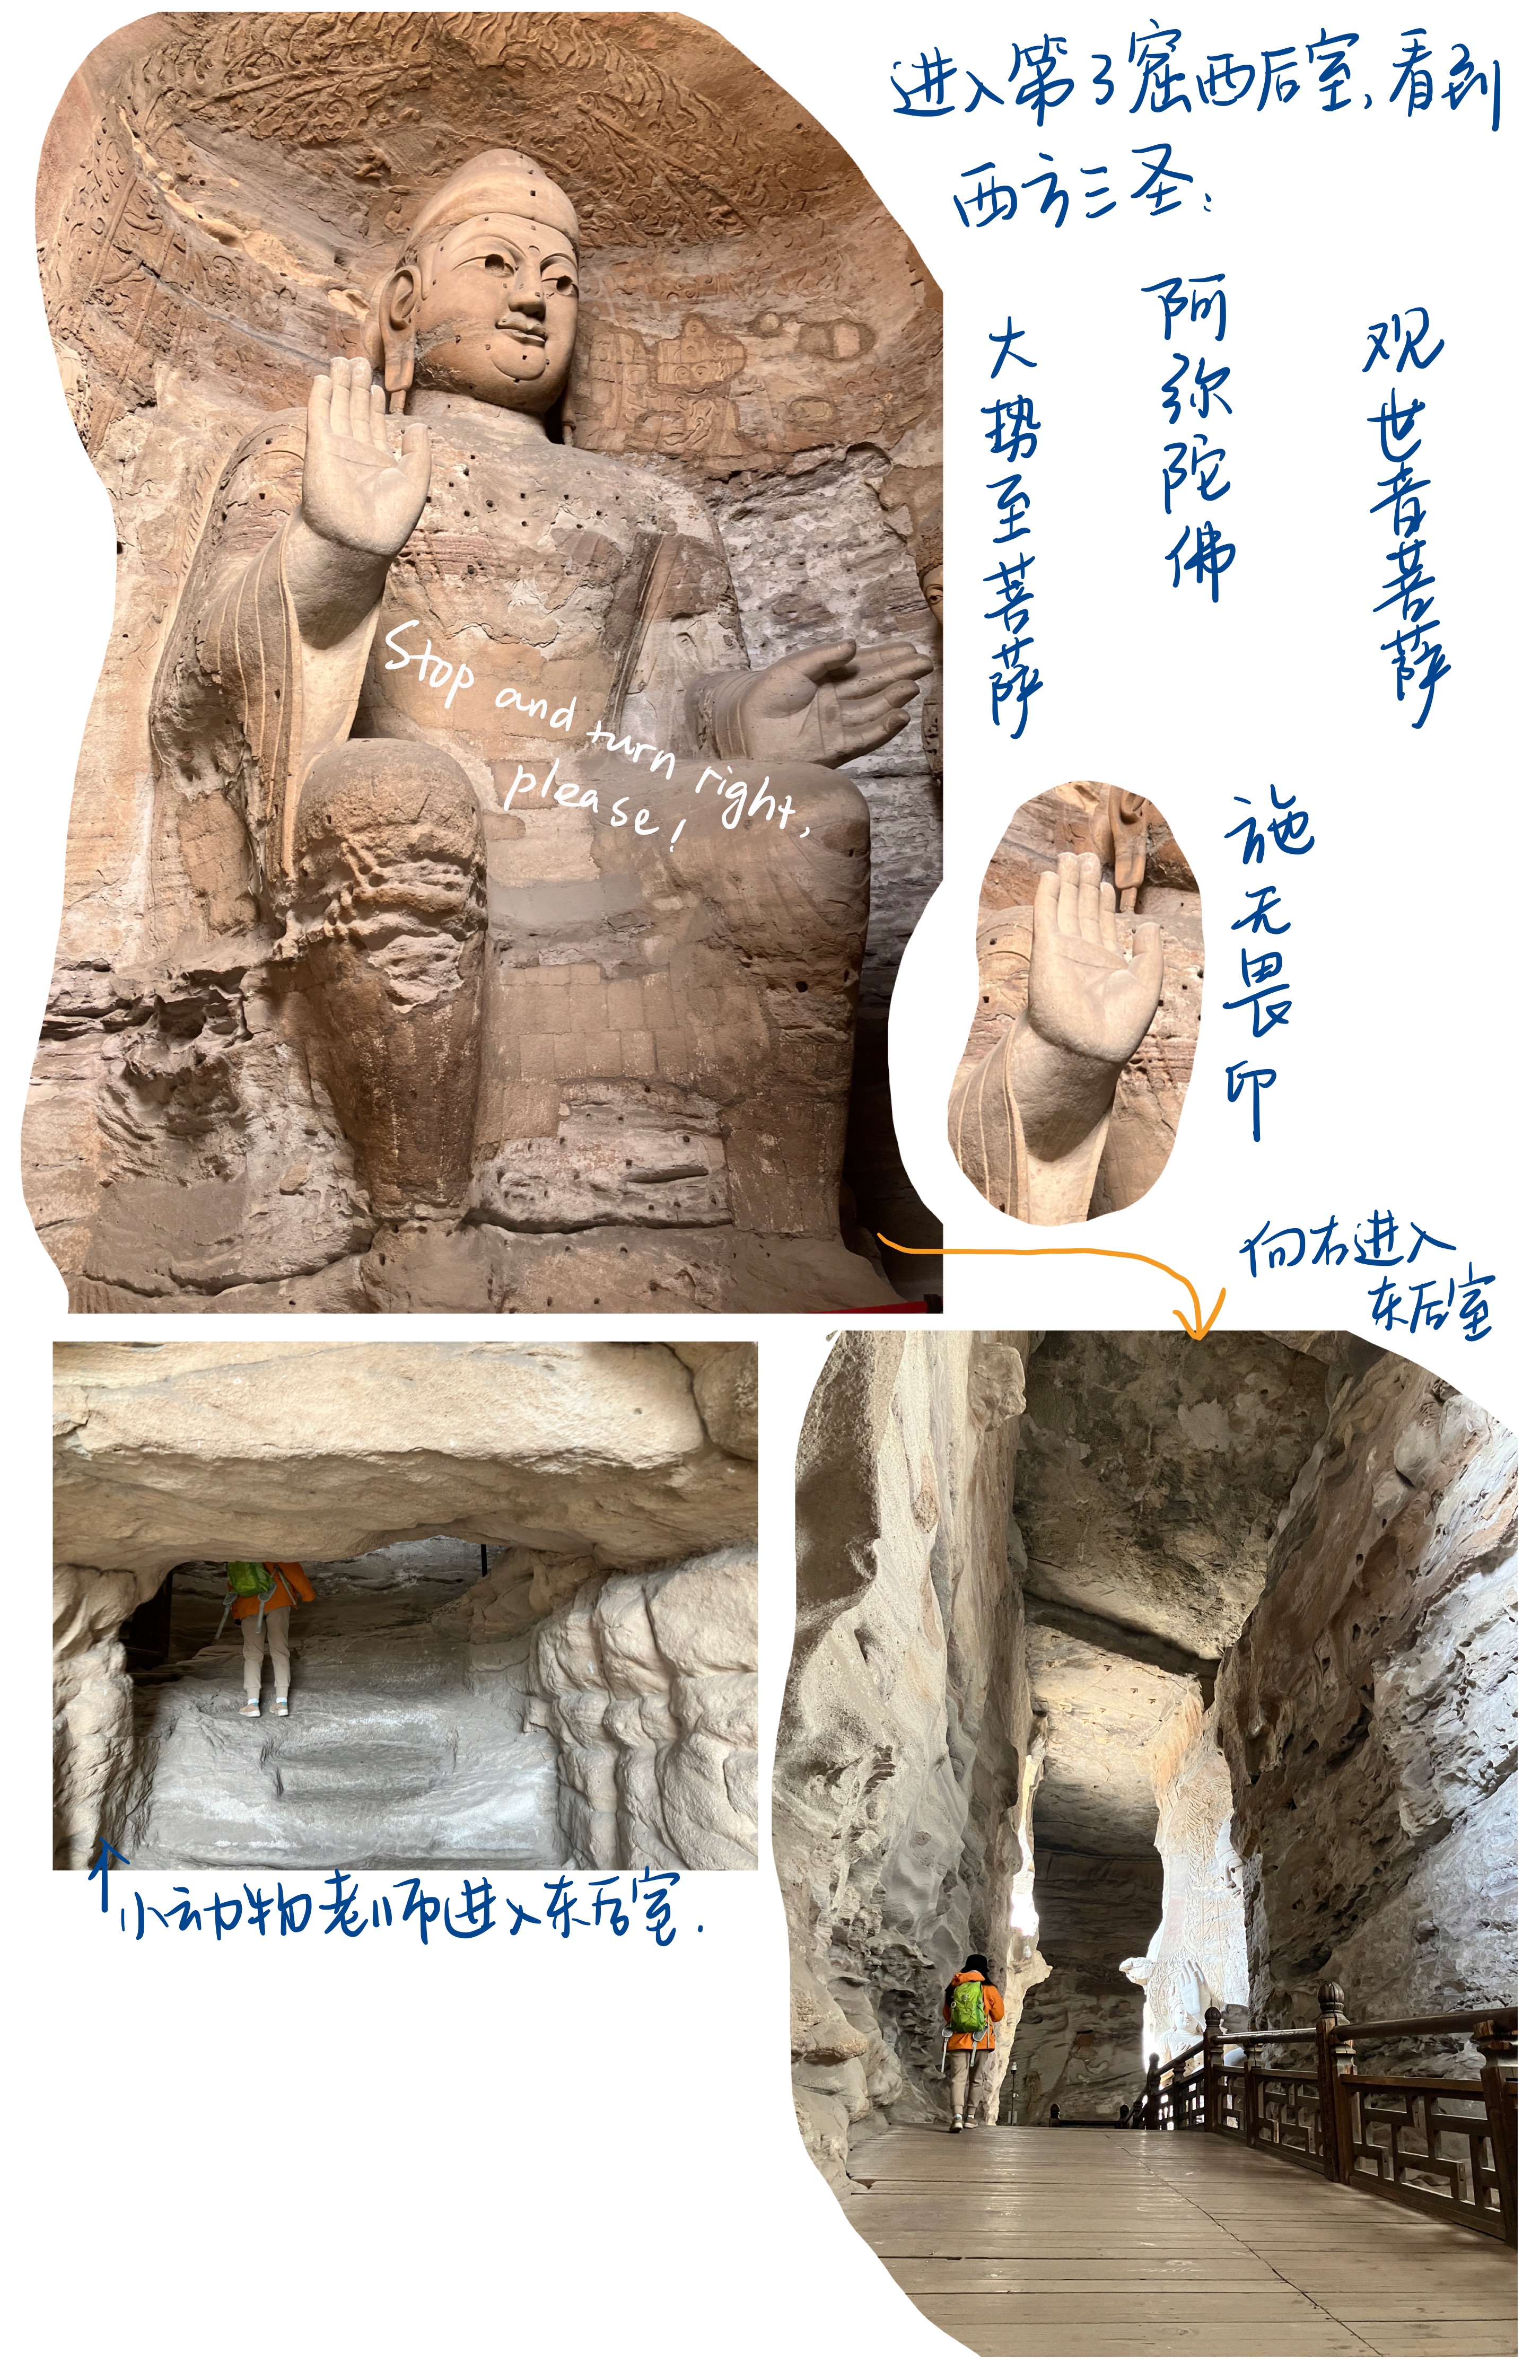 进入第3窟西后室,看到
西方三圣:
大势至菩萨
阿弥陀佛
观世音菩萨
Stop and turn right,
please!
施无畏印
向右进入
东后室
小动物老师进入东后室.